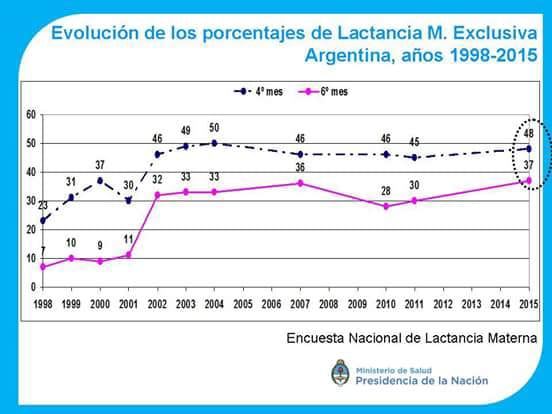 Evolución de los porcentajes de Lactancia M. Exclusiva
Argentina, años 1998-2015
4º mes 6º mes
60
50
40
30
20
10
0
23 31 37 30 46 49 50 46 46 45 48
7 10 9 11 32 33 33 36 28 30 37
1998 1999 2000 2001 2002 2003 2004 2005 2006 2007 2008 2009 2010 2011 2012 2013 2014 2015
Encuesta Nacional de Lactancia Materna
Ministerio de Salud
Presidencia de la Nación